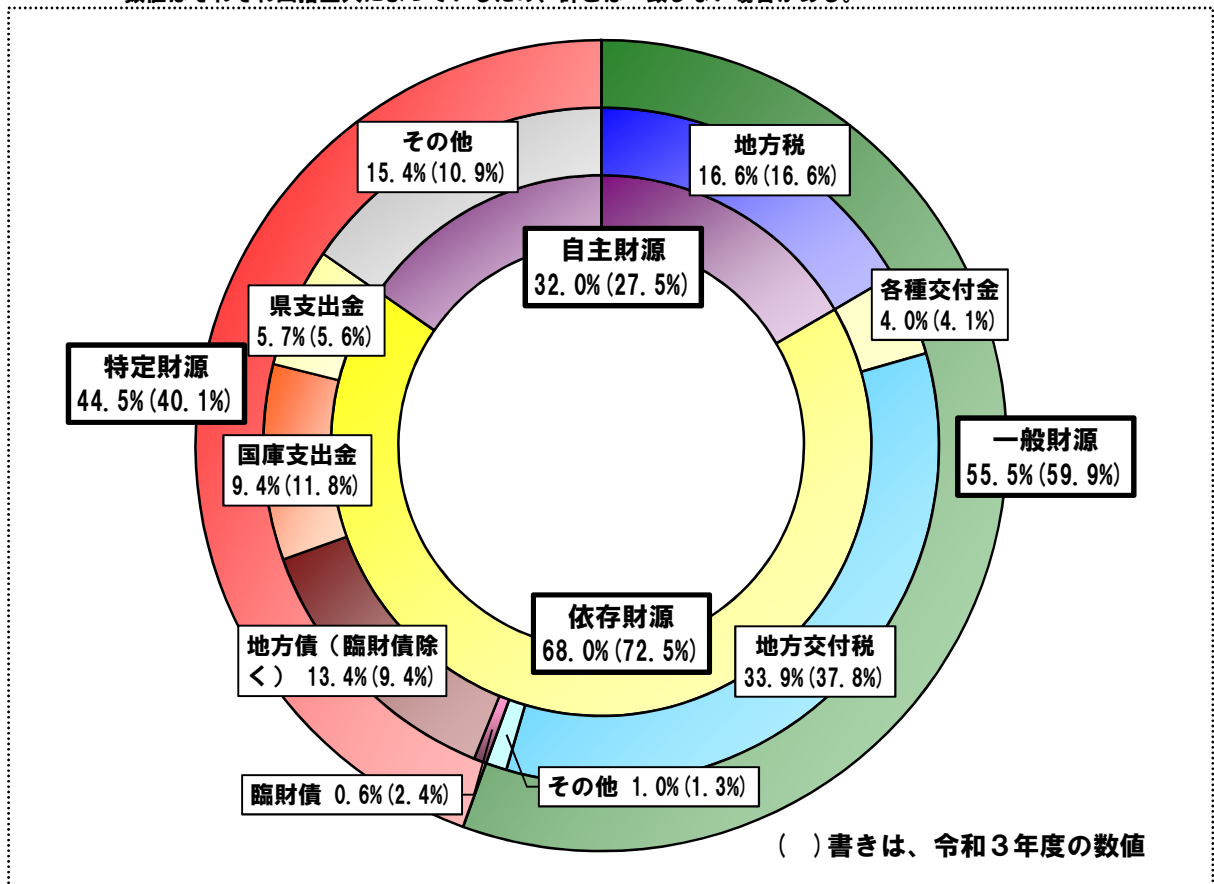 その他
15.4%(10.9%)
地方税
16.6%(16.6%)
自主財源
32.0%(27.5%)
各種交付金
4.0%(4.1%)
県支出金
5.7%(5.6%)
特定財源
44.5%(40.1%)
一般財源
55.5%(59.9%)
国庫支出金
9.4%(11.8%)
依存財源
68.0%(72.5%)
地方債（臨財債除
く） 13.4%(9.4%)
地方交付税
33.9%(37.8%)
その他 1.0%(1.3%)
臨財債 0.6%(2.4%)
( )書きは、令和３年度の数値